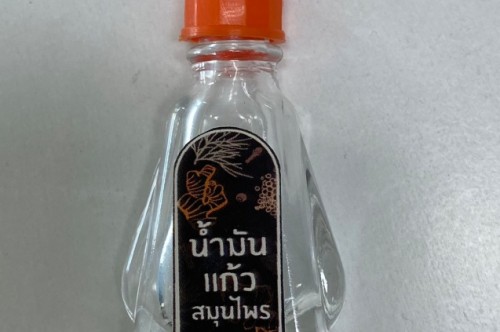 น้ำมัน
แก้ว
สมุนไพร